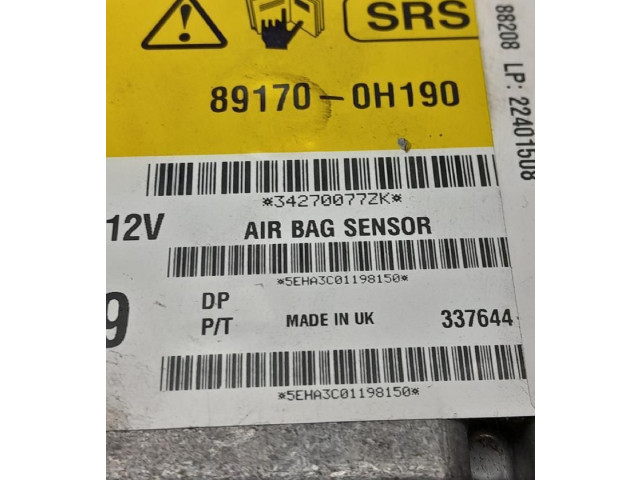 SRS
89170-0H190
*34270077ZK*
12V AIR BAG SENSOR
*5EHA3C01198150*
9 DP
P/T MADE IN UK 337644
*5EHA3C01198150*
88208 LP: 22401508